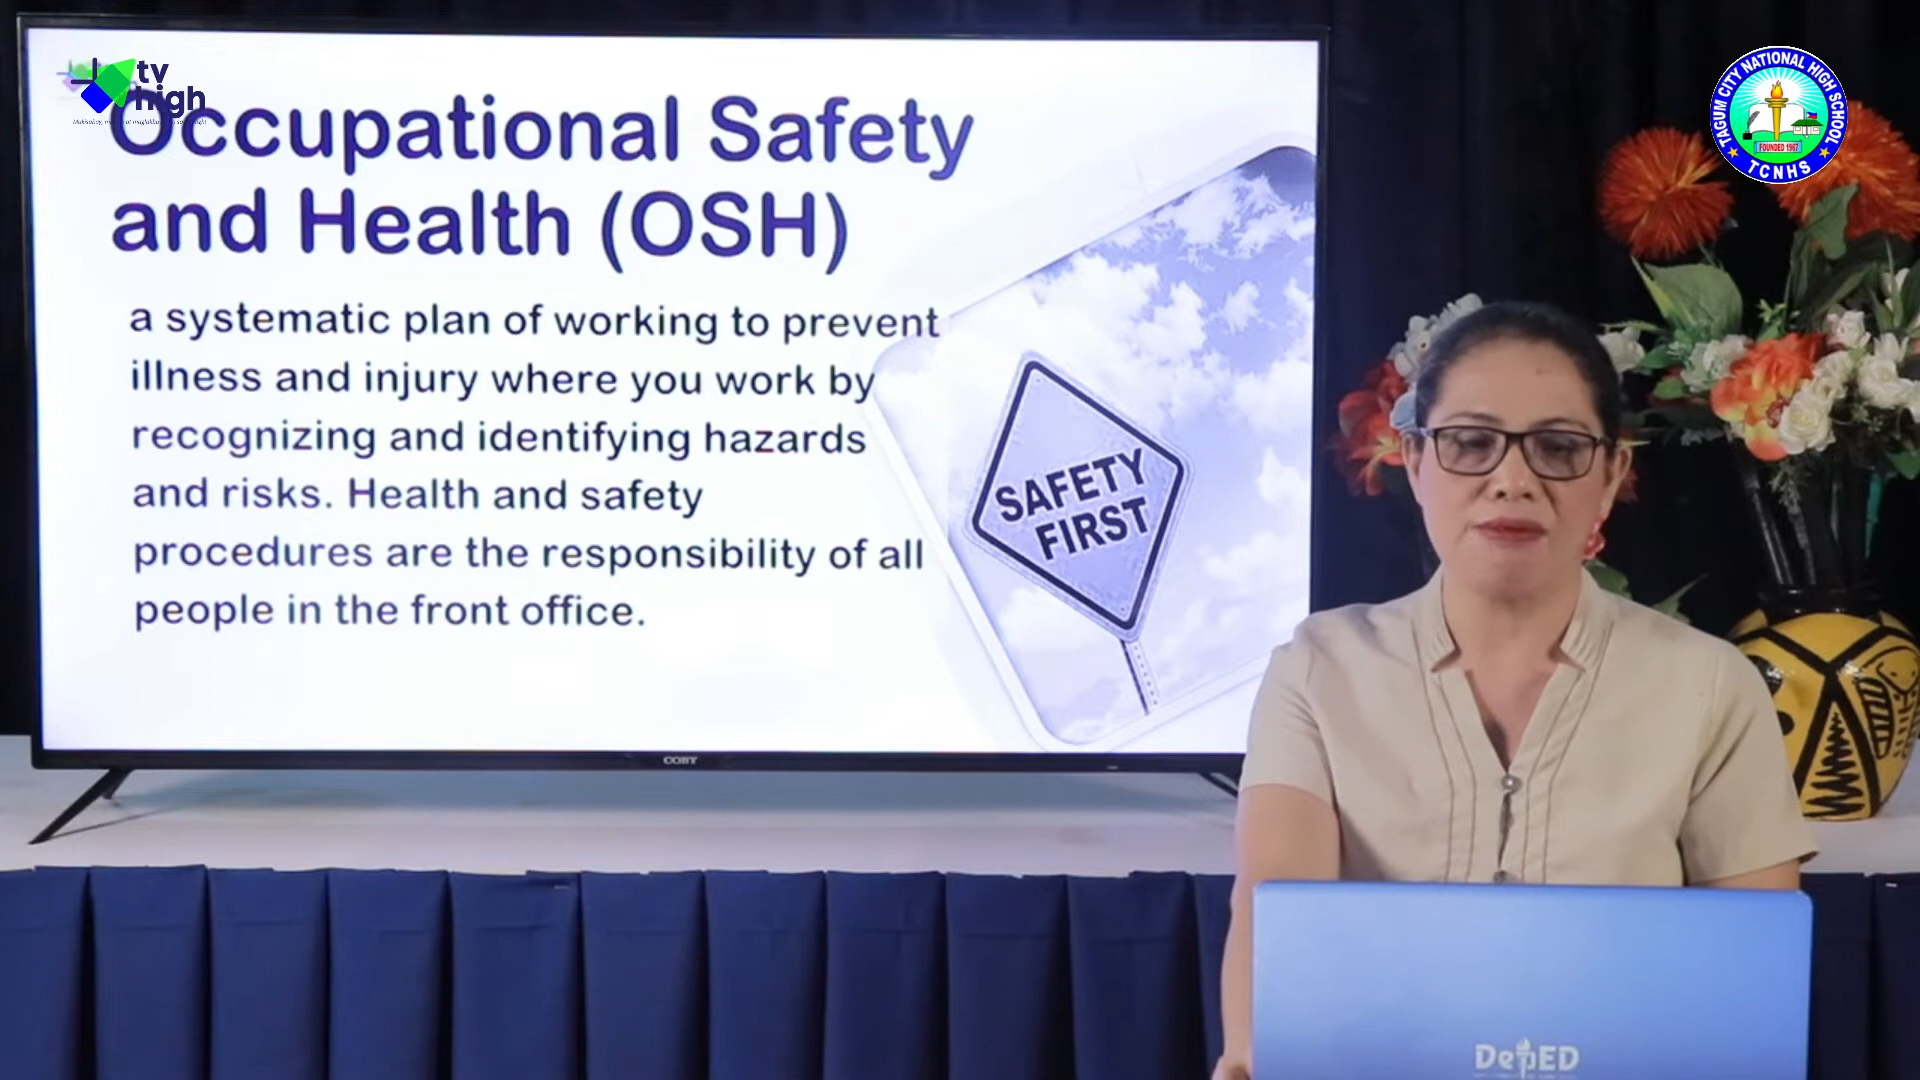 tv
high
Occupational Safety
and Health (OSH)
a systematic plan of working to prevent
illness and injury where you work by
recognizing and identifying hazards
and risks. Health and safety
procedures are the responsibility of all
people in the front office.
SAFETY
FIRST
COBY
TAGUM CITY NATIONAL HIGH SCHOOL
FOUNDED 1967
TCNHS
DepED